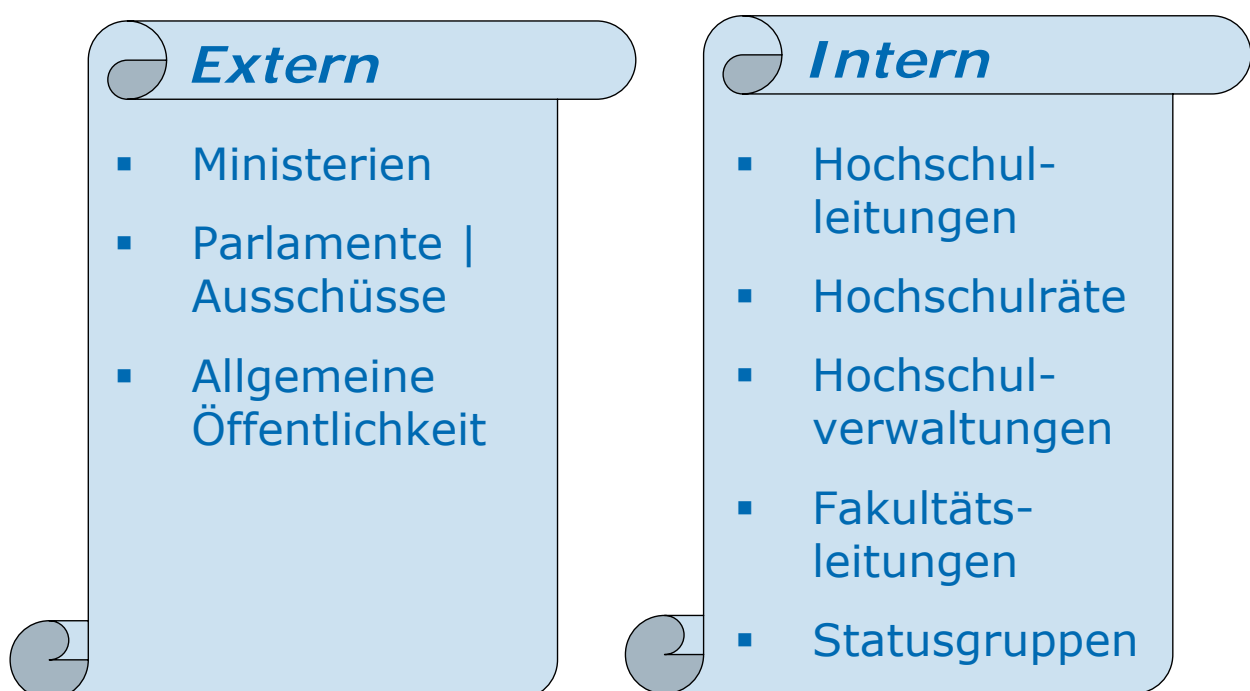 Extern
▪ Ministerien
▪ Parlamente |
Ausschüsse
▪ Allgemeine
Öffentlichkeit
Intern
▪ Hochschul-
leitungen
▪ Hochschulräte
▪ Hochschul-
verwaltungen
▪ Fakultäts-
leitungen
▪ Statusgruppen